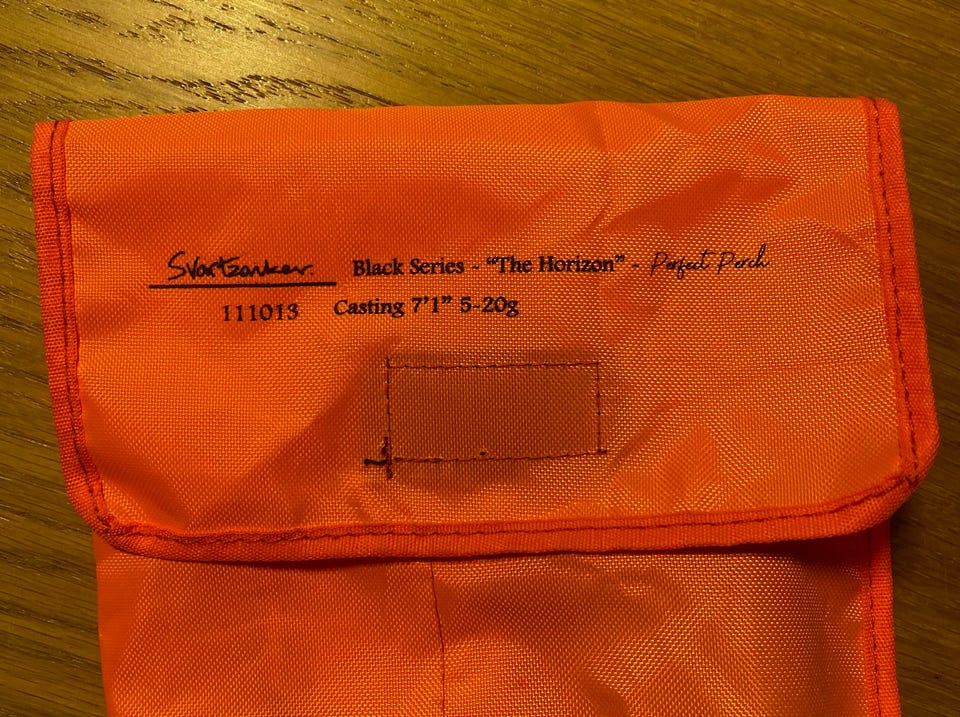 Svartzonker. Black Series - “The Horizon” - Perfect Perch
111013 Casting 7’1” 5-20g